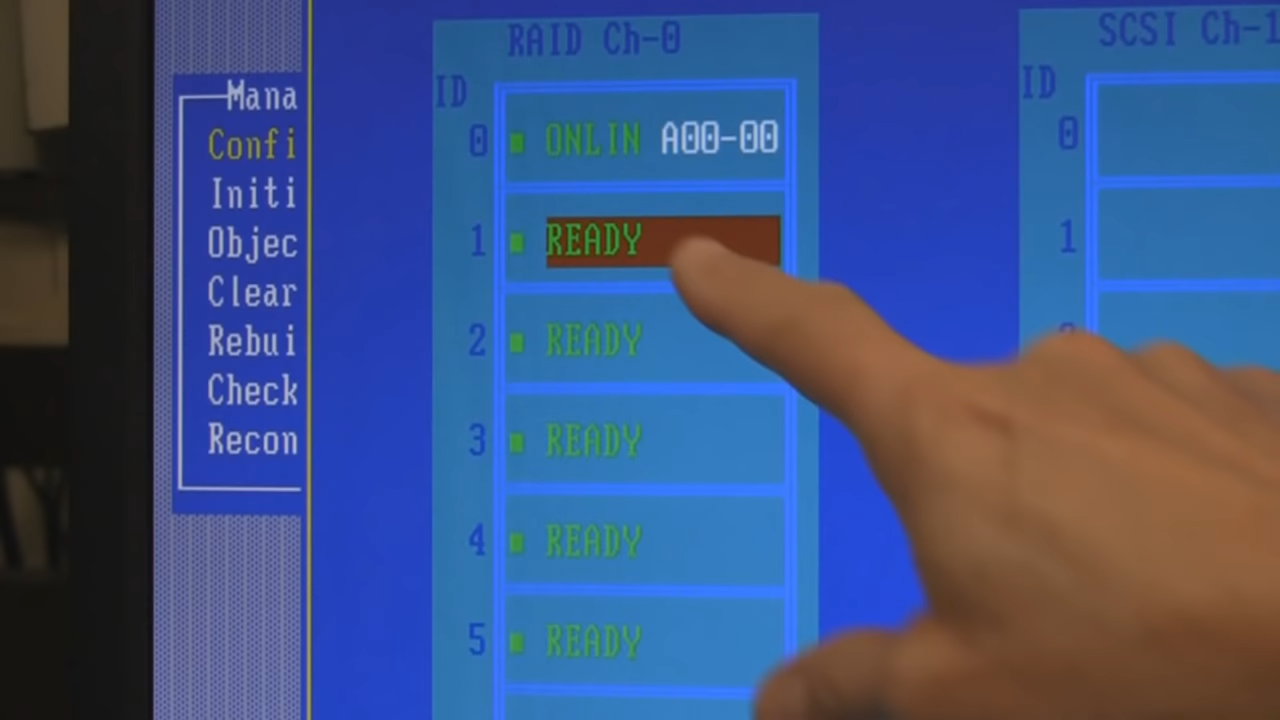 Mana
Confi
Initi
Objec
Clear
Rebui
Check
Recon
RAID Ch-0
ID
0 ONLIN A00-00
1 READY
2 READY
3 READY
4 READY
5 READY
SCSI Ch-1
ID
0
1